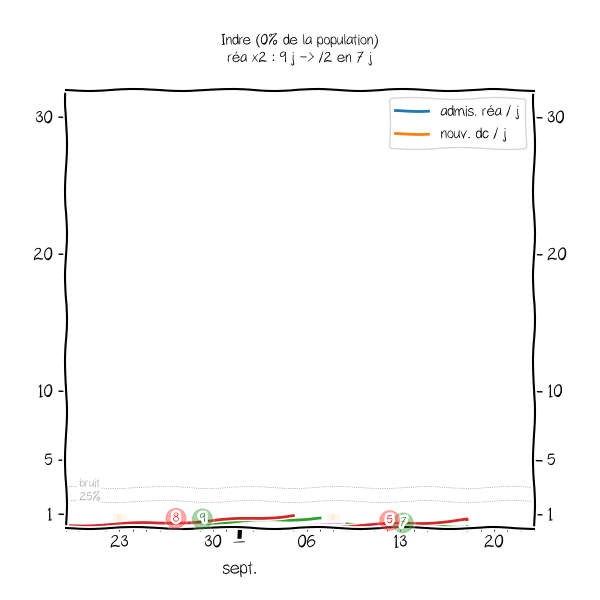 Indre (0% de la population)
réa x2 : 9 j -> /2 en 7 j
admis. réa / j
nouv. dc / j
30 30
20 20
10 10
5 5
bruit
25%
1 8 9 5 7 1
23 30 06 13 20
sept.